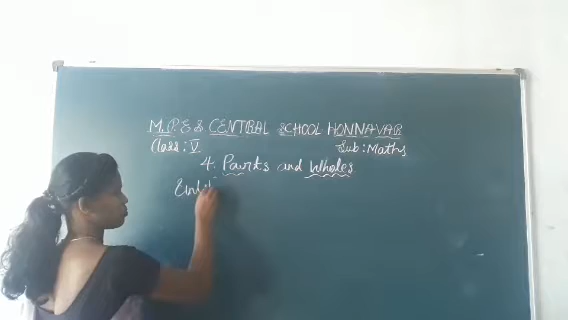 M.P.E.S CENTRAL SCHOOL HONNAVAR
Class : V Sub : Maths
4. Parts and Wholes